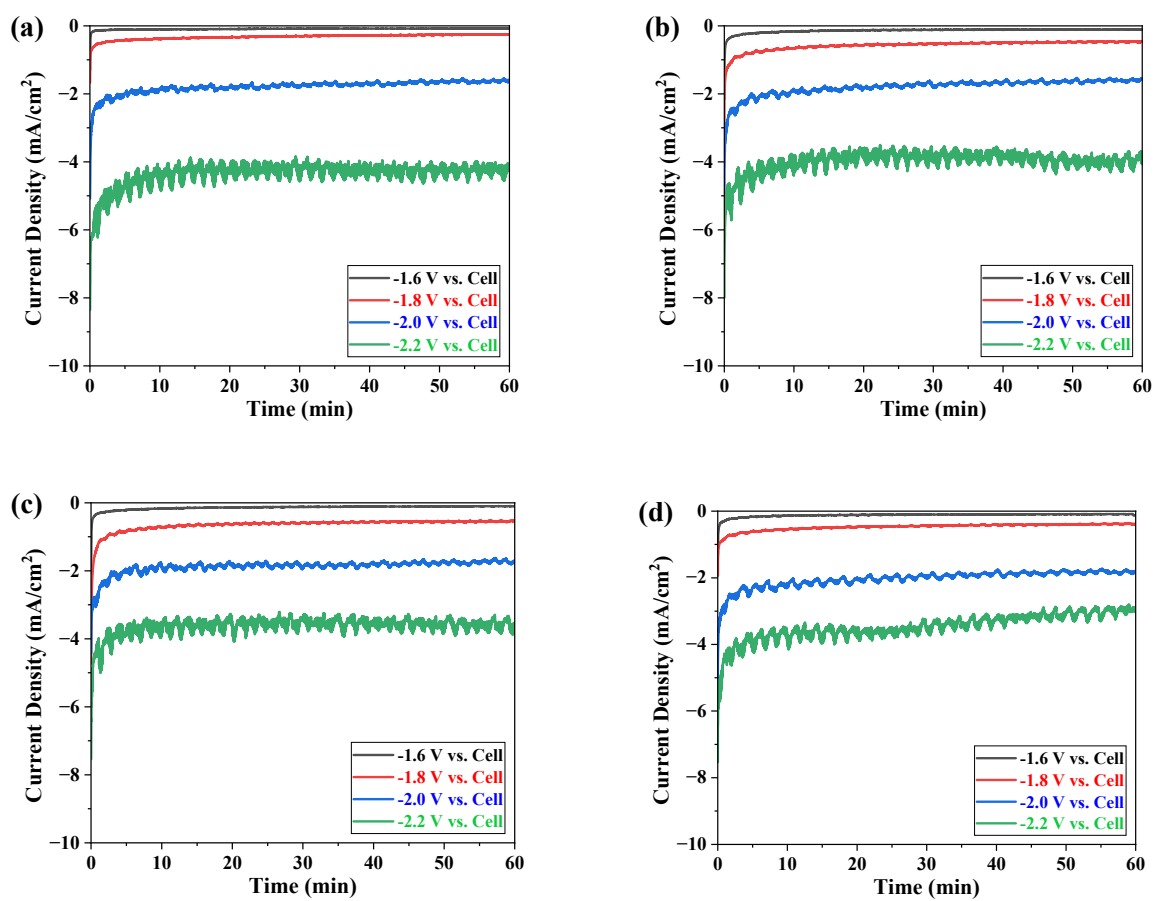 (a)
Current Density (mA/cm²)
0
−2
−4
−6
−8
−10
-1.6 V vs. Cell
-1.8 V vs. Cell
-2.0 V vs. Cell
-2.2 V vs. Cell
0 10 20 30 40 50 60
Time (min)
(b)
Current Density (mA/cm²)
0
−2
−4
−6
−8
−10
-1.6 V vs. Cell
-1.8 V vs. Cell
-2.0 V vs. Cell
-2.2 V vs. Cell
0 10 20 30 40 50 60
Time (min)
(c)
Current Density (mA/cm²)
0
−2
−4
−6
−8
−10
-1.6 V vs. Cell
-1.8 V vs. Cell
-2.0 V vs. Cell
-2.2 V vs. Cell
0 10 20 30 40 50 60
Time (min)
(d)
Current Density (mA/cm²)
0
−2
−4
−6
−8
−10
-1.6 V vs. Cell
-1.8 V vs. Cell
-2.0 V vs. Cell
-2.2 V vs. Cell
0 10 20 30 40 50 60
Time (min)